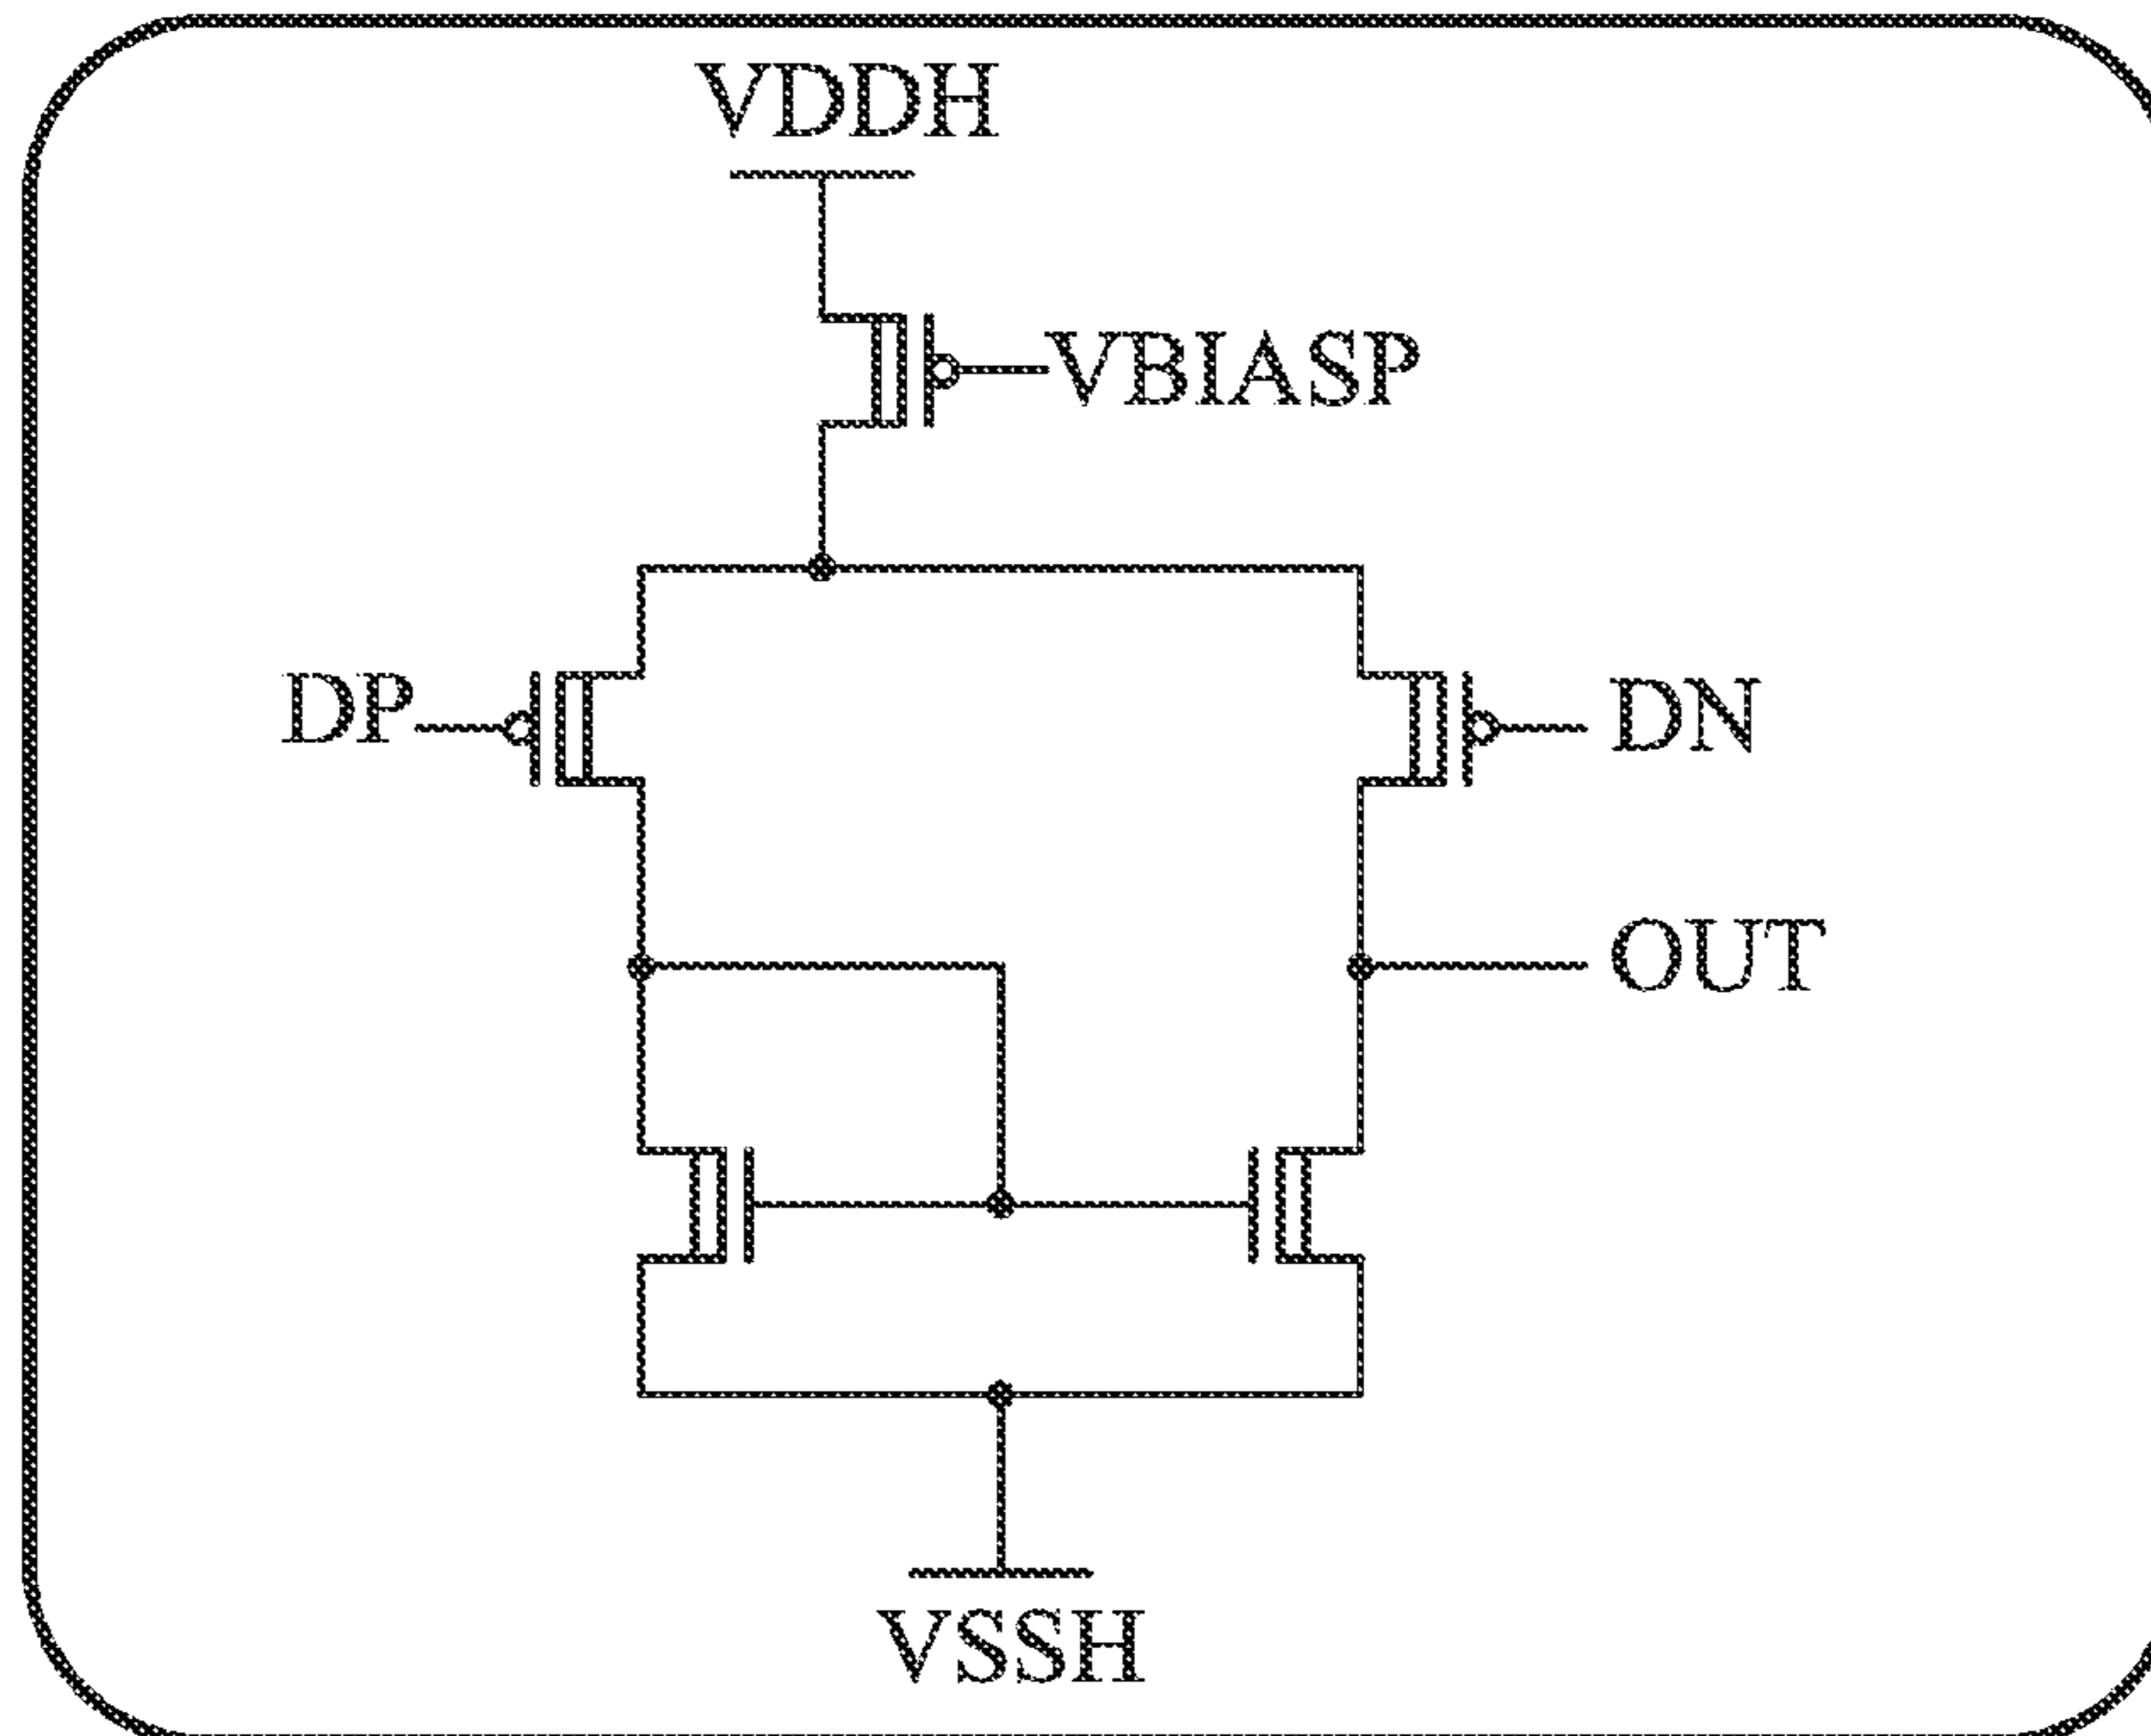 VDDH
VBIASP
DP
DN
OUT
VSSH